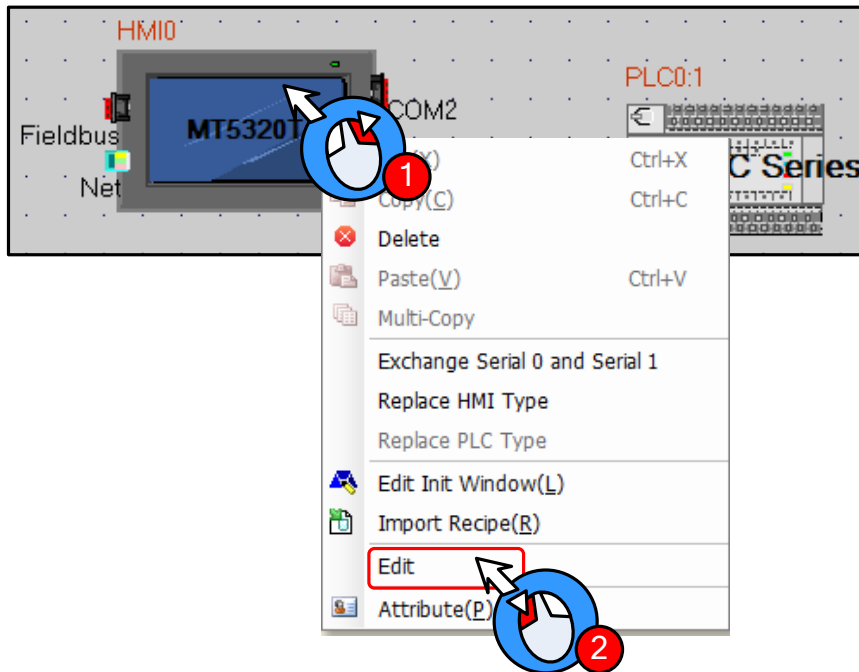 HMI0
PLC0:1
COM2
Fieldbus
MT5320T
C Series
Net
1
(X) Ctrl+X
Copy(C) Ctrl+C
Delete
Paste(V) Ctrl+V
Multi-Copy
Exchange Serial 0 and Serial 1
Replace HMI Type
Replace PLC Type
Edit Init Window(L)
Import Recipe(R)
Edit
Attribute(P)
2